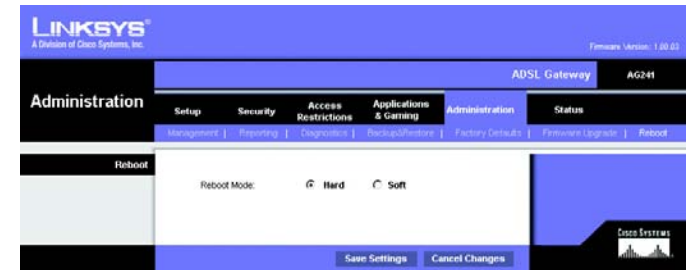 LINKSYS®
A Division of Cisco Systems, Inc.
Firmware Version: 1.00.03
ADSL Gateway AG241
Administration
Setup Security Access Restrictions Applications & Gaming Administration Status
Management | Reporting | Diagnostics | Backup&Restore | Factory Defaults | Firmware Upgrade | Reboot
Reboot
Reboot Mode: Hard Soft
Save Settings Cancel Changes
CISCO SYSTEMS